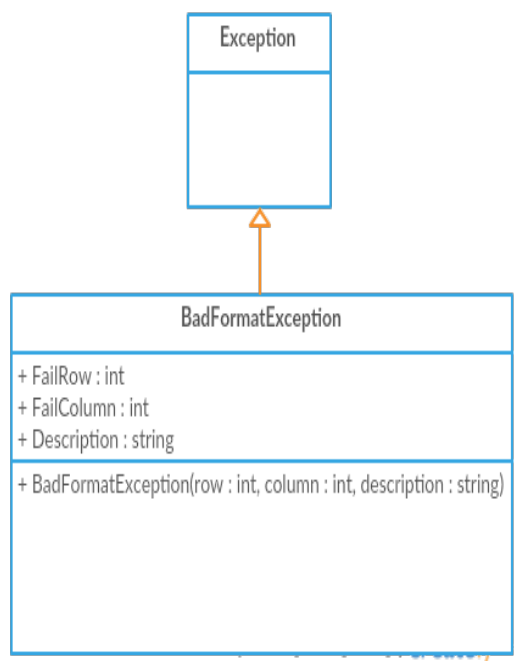 Exception
BadFormatException
+ FailRow : int
+ FailColumn : int
+ Description : string
+ BadFormatException(row : int, column : int, description : string)